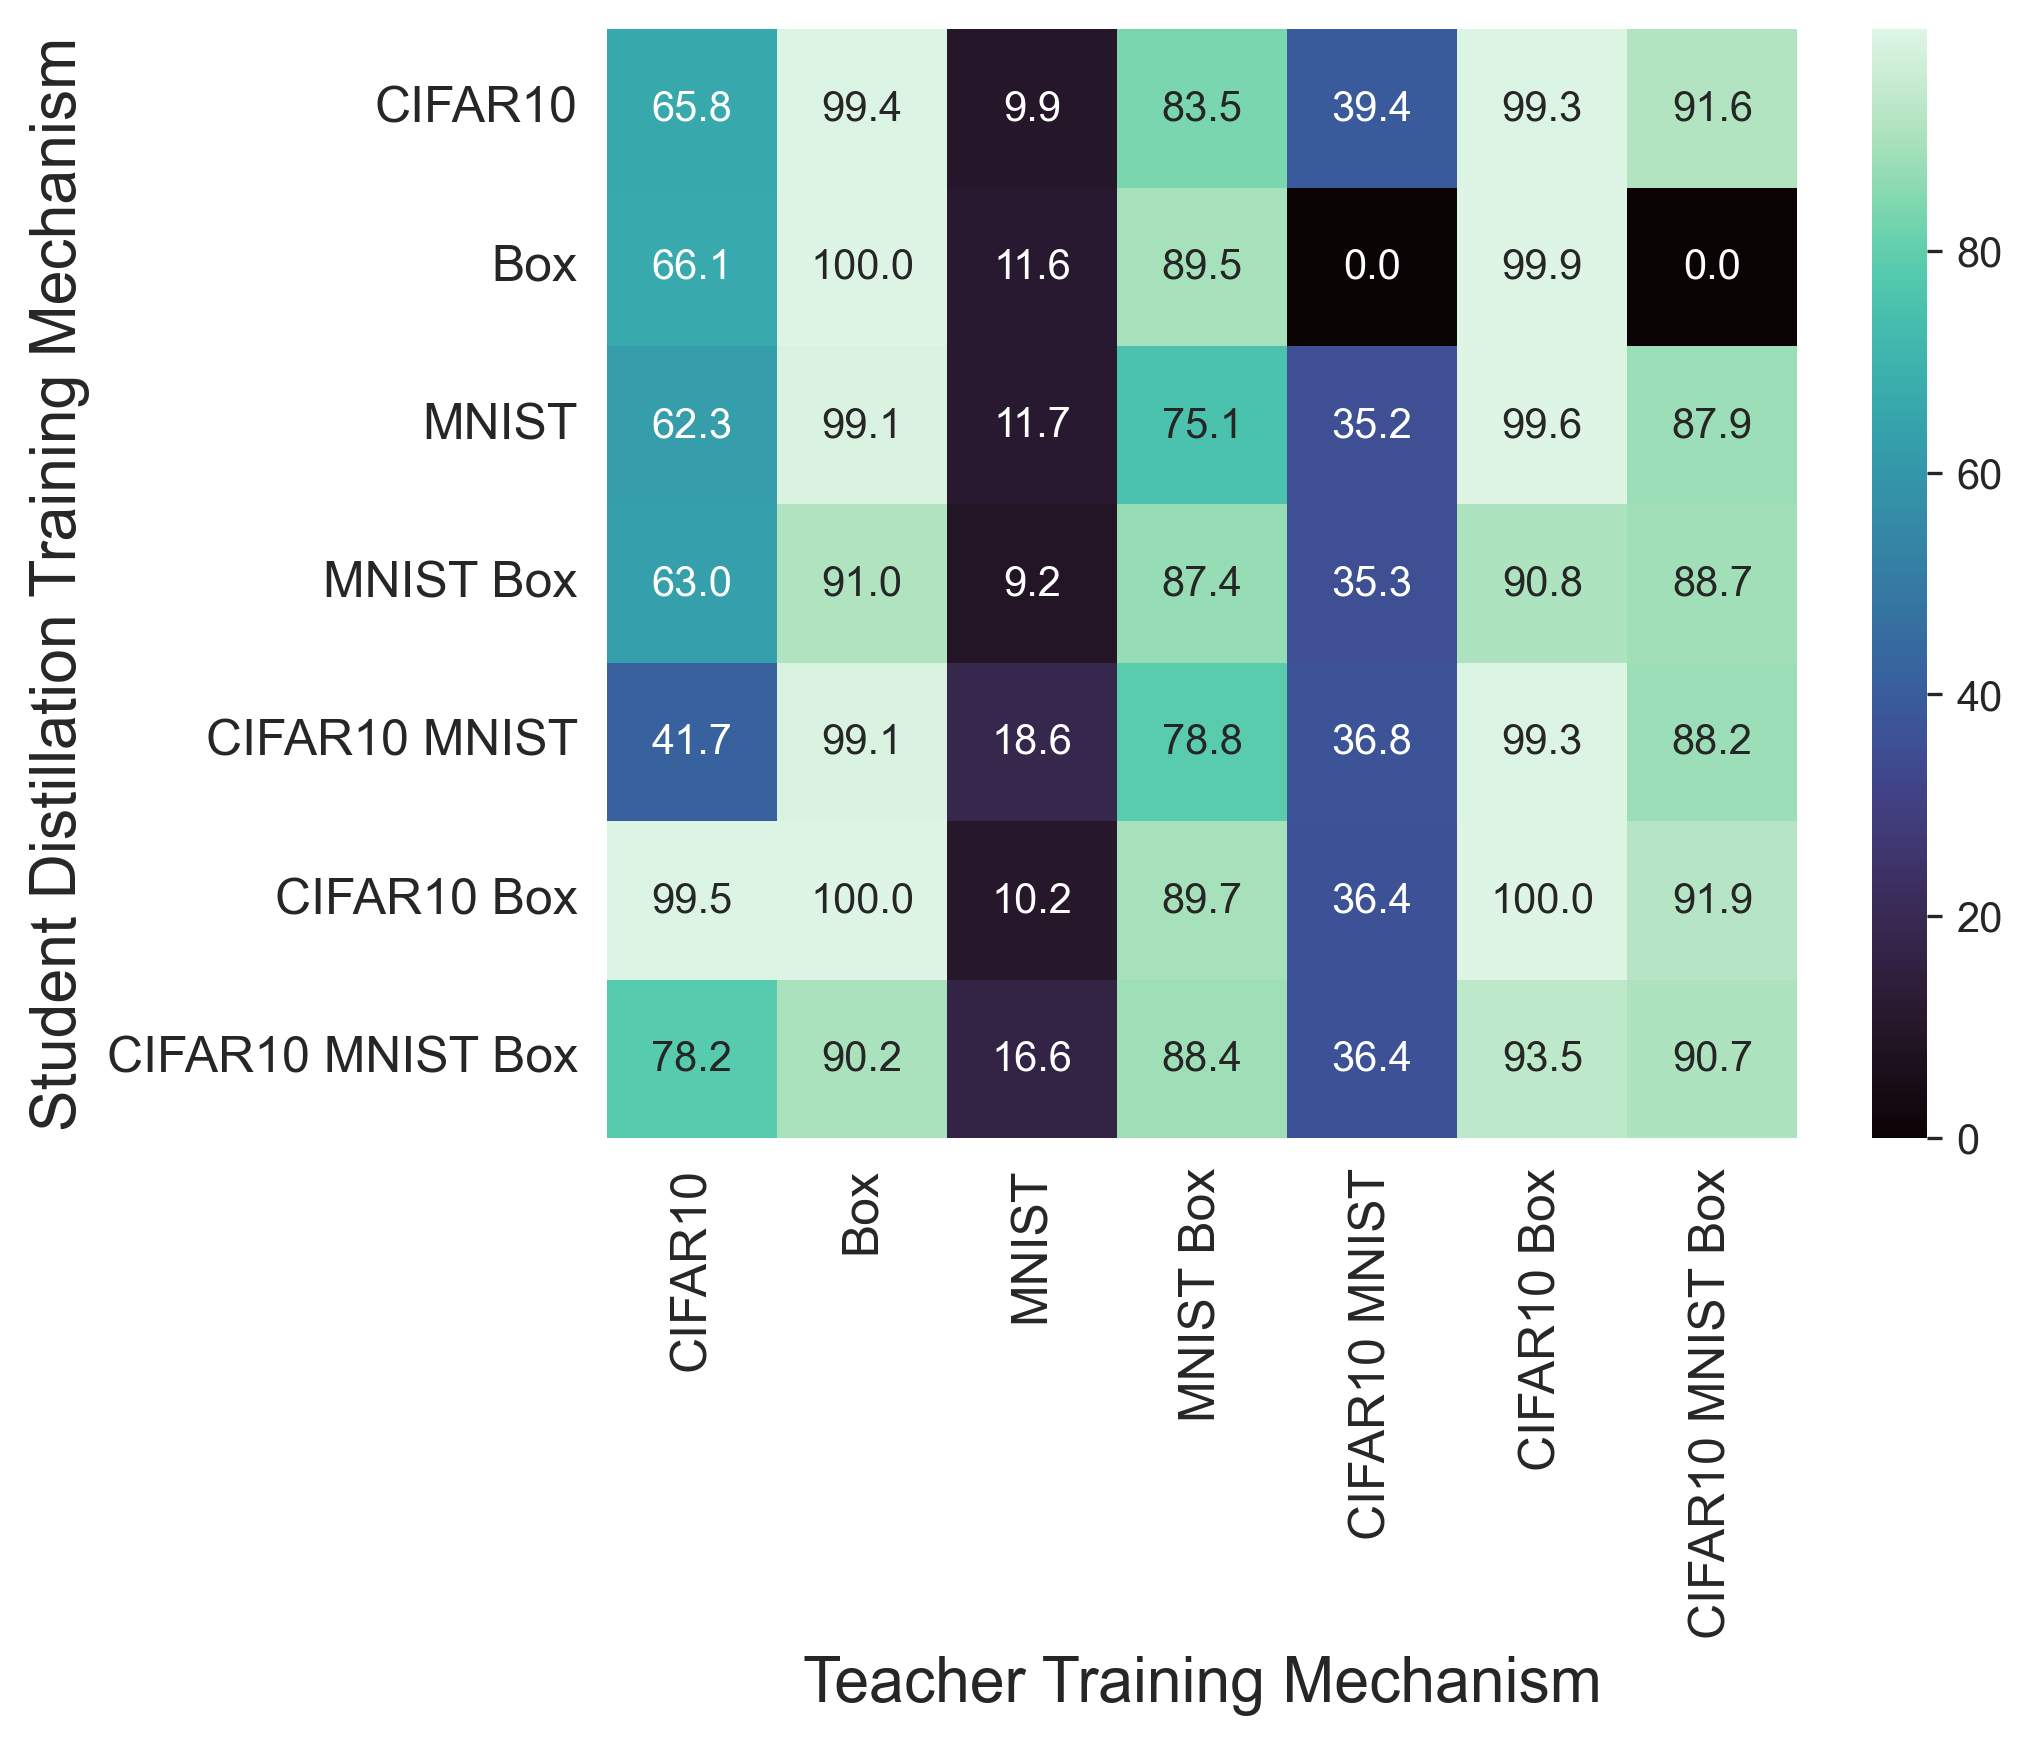 Student Distillation Training Mechanism
CIFAR10 65.8 99.4 9.9 83.5 39.4 99.3 91.6
Box 66.1 100.0 11.6 89.5 0.0 99.9 0.0
MNIST 62.3 99.1 11.7 75.1 35.2 99.6 87.9
MNIST Box 63.0 91.0 9.2 87.4 35.3 90.8 88.7
CIFAR10 MNIST 41.7 99.1 18.6 78.8 36.8 99.3 88.2
CIFAR10 Box 99.5 100.0 10.2 89.7 36.4 100.0 91.9
CIFAR10 MNIST Box 78.2 90.2 16.6 88.4 36.4 93.5 90.7
CIFAR10
Box
MNIST
MNIST Box
CIFAR10 MNIST
CIFAR10 Box
CIFAR10 MNIST Box
Teacher Training Mechanism
80
60
40
20
0